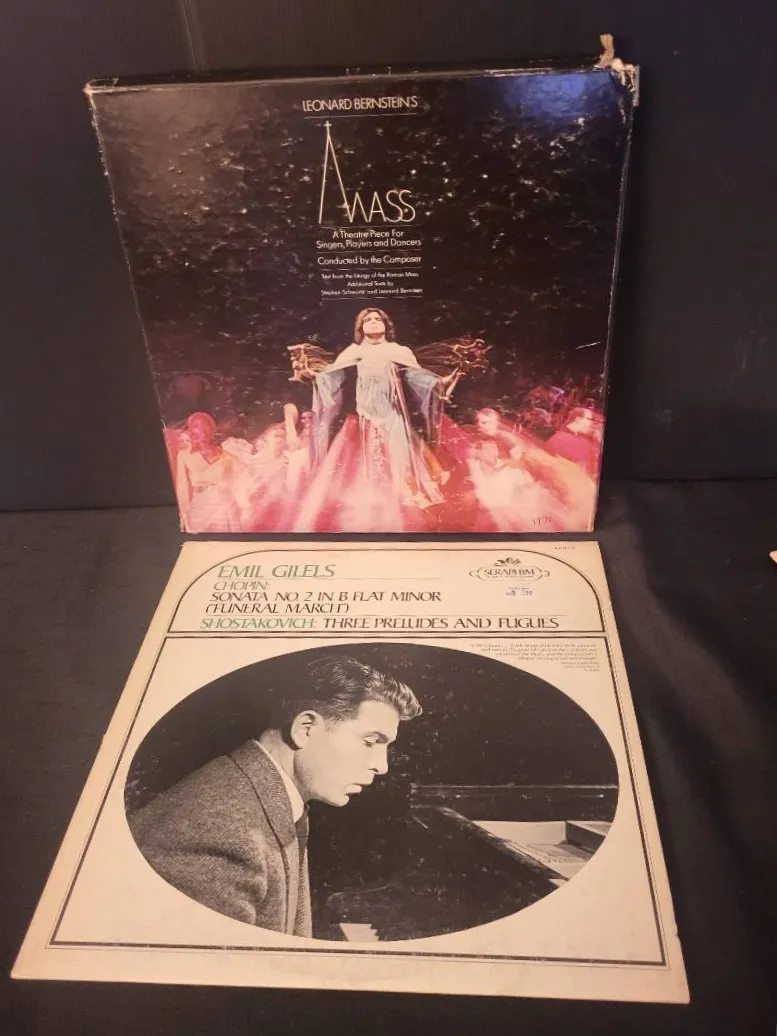 LEONARD BERNSTEIN'S
MASS
A Theatre Piece For
Singers, Players and Dancers
Conducted by the Composer
Text from the Liturgy of the Roman Mass
Additional Texts by
Stephen Schwartz and Leonard Bernstein
1971
EMIL GILELS
SERAPHIM
CHOPIN:
SONATA NO. 2 IN B FLAT MINOR
('FUNERAL MARCH')
SHOSTAKOVICH: THREE PRELUDES AND FUGUES